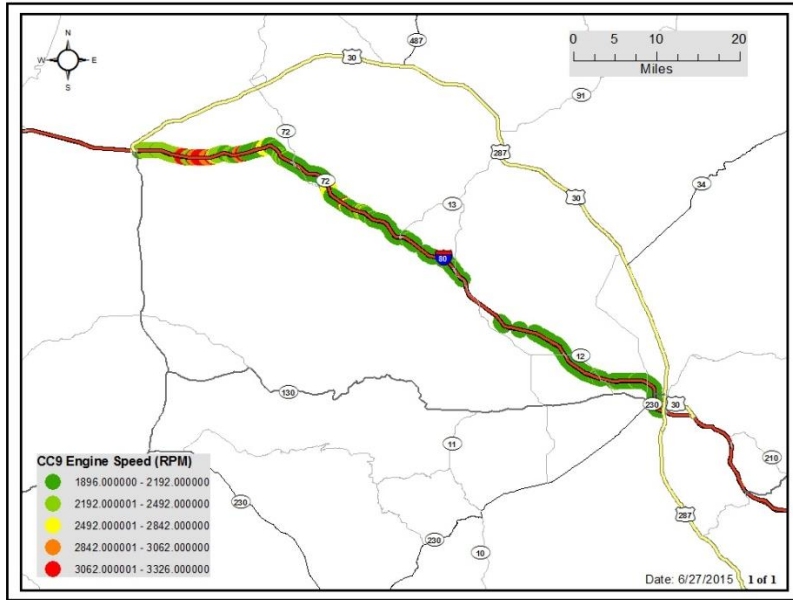 N
W E
S
0 5 10 20
Miles
487
30
91
72
287
72
34
13
30
80
12
130
230
30
11
210
CC9 Engine Speed (RPM)
1896.000000 - 2192.000000
2192.000001 - 2492.000000
2492.000001 - 2842.000000
2842.000001 - 3062.000000
3062.000001 - 3326.000000
230
287
230
10
Date: 6/27/2015 1 of 1